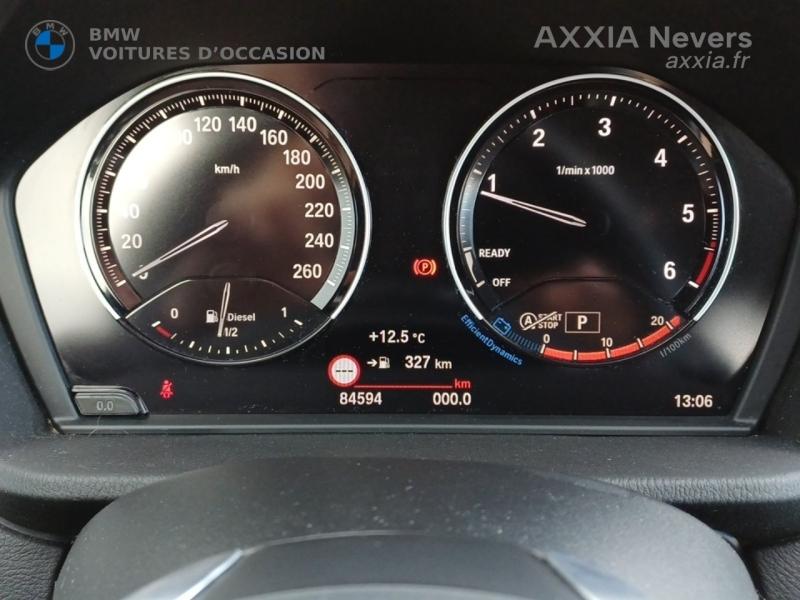 BMW
BMW
VOITURES D'OCCASION
AXXIA Nevers
axxia.fr
20
120
140
160
180
200
220
240
260
km/h
0
Diesel
1
1/2
1
2
3
4
5
6
1/min x 1000
READY
OFF
START
STOP
P
EfficientDynamics
0
10
20
l/100km
(P)
+12.5 °C
---
327 km
km
84594
000.0
13:06
0.0